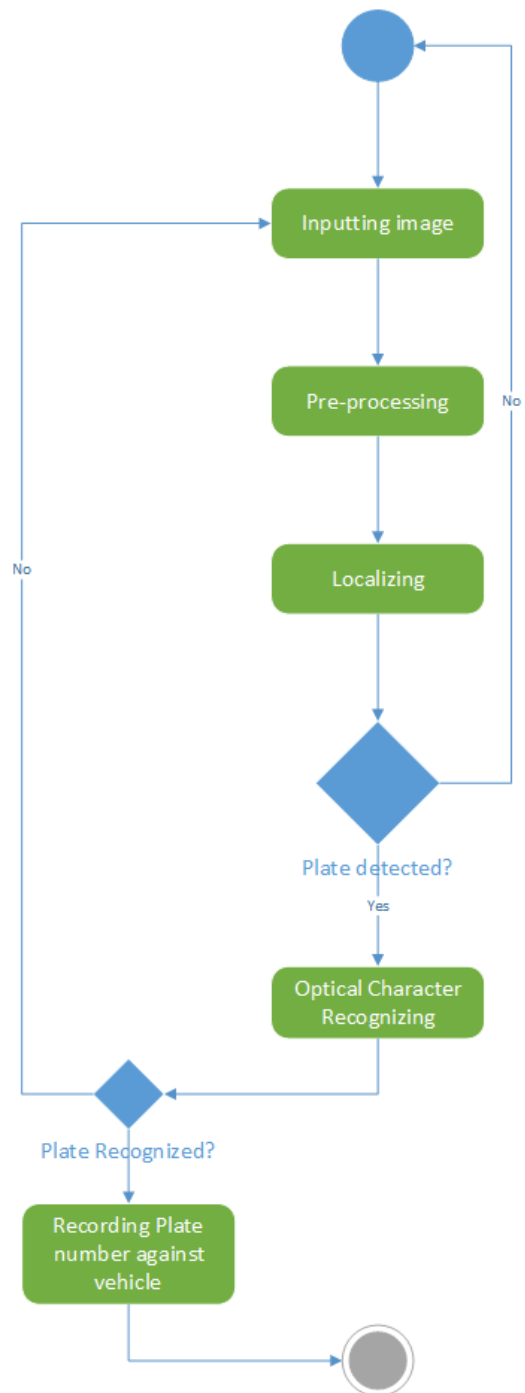 Inputting image
Pre-processing
No
Localizing
No
Plate detected?
Yes
Optical Character
Recognizing
Plate Recognized?
Recording Plate
number against
vehicle